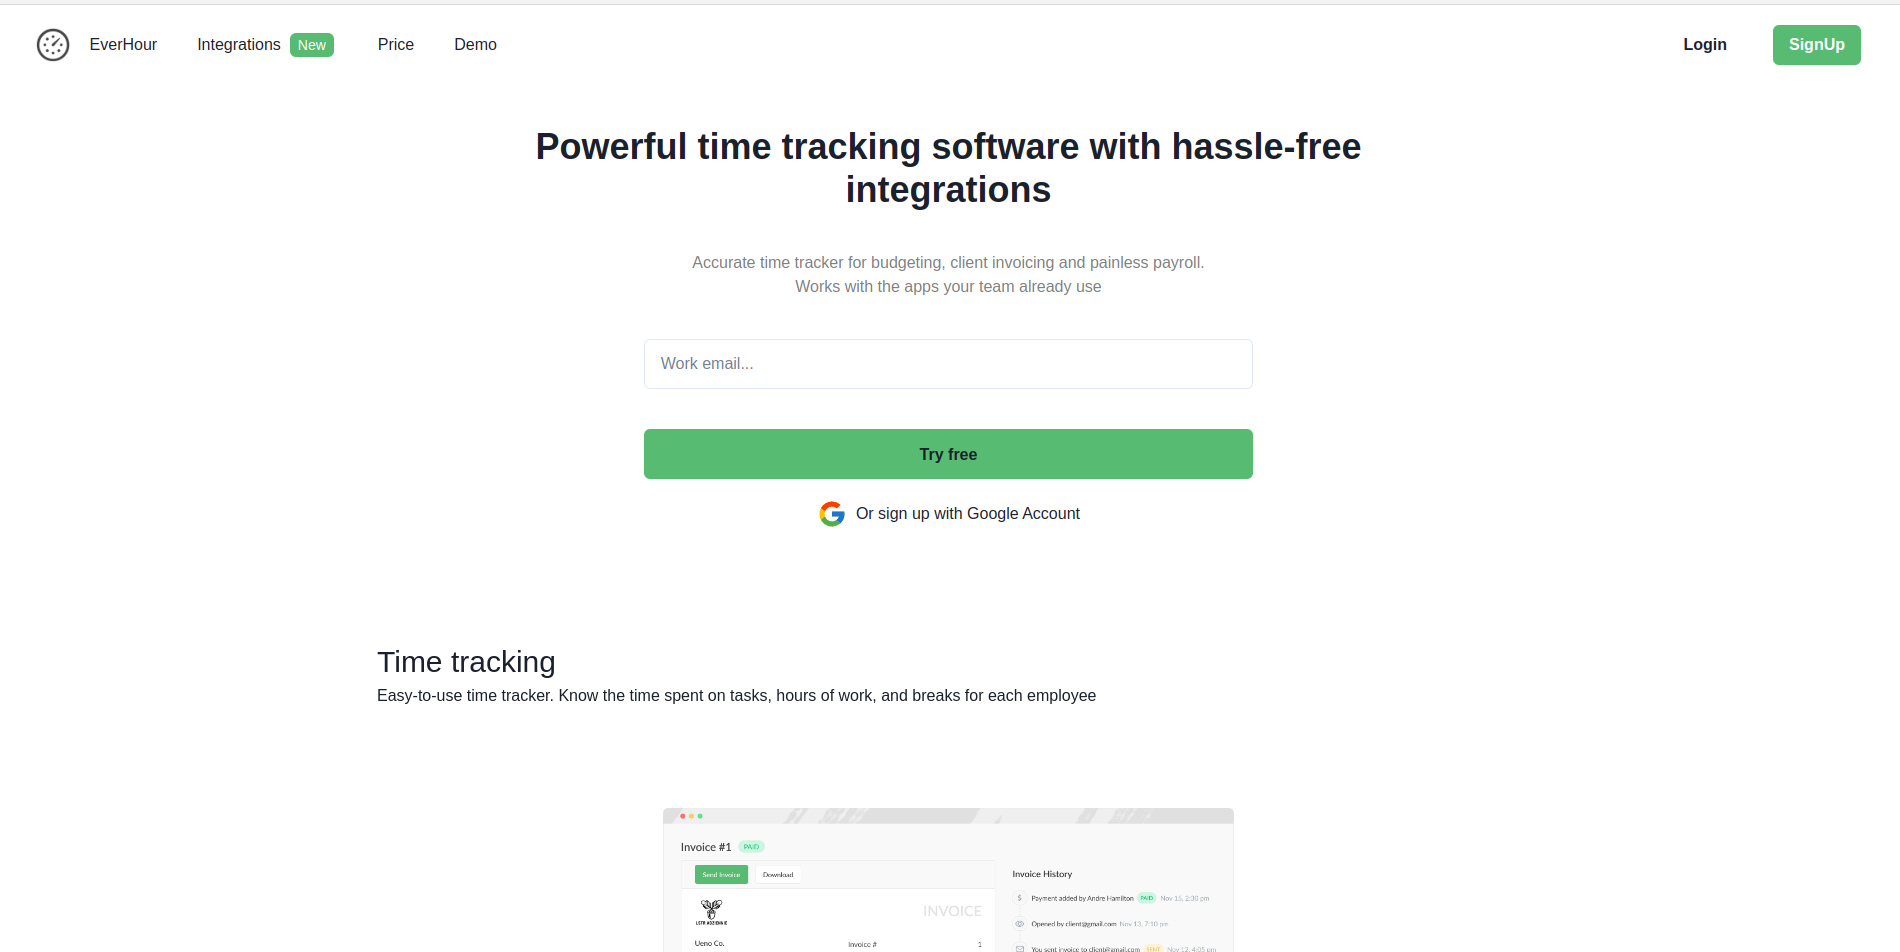 EverHour
Integrations New
Price
Demo
Login
SignUp
Powerful time tracking software with hassle-free
integrations
Accurate time tracker for budgeting, client invoicing and painless payroll.
Works with the apps your team already use
Work email...
Try free
Or sign up with Google Account
Time tracking
Easy-to-use time tracker. Know the time spent on tasks, hours of work, and breaks for each employee
Invoice #1 PAID
Send Invoice Download
INVOICE
Ueno Co.
Invoice # 1
Invoice History
$ Payment added by Andre Hamilton PAID Nov 15, 2:30 pm
Opened by client@gmail.com Nov 13, 7:10 pm
You sent invoice to client@gmail.com SENT Nov 12, 4:05 pm